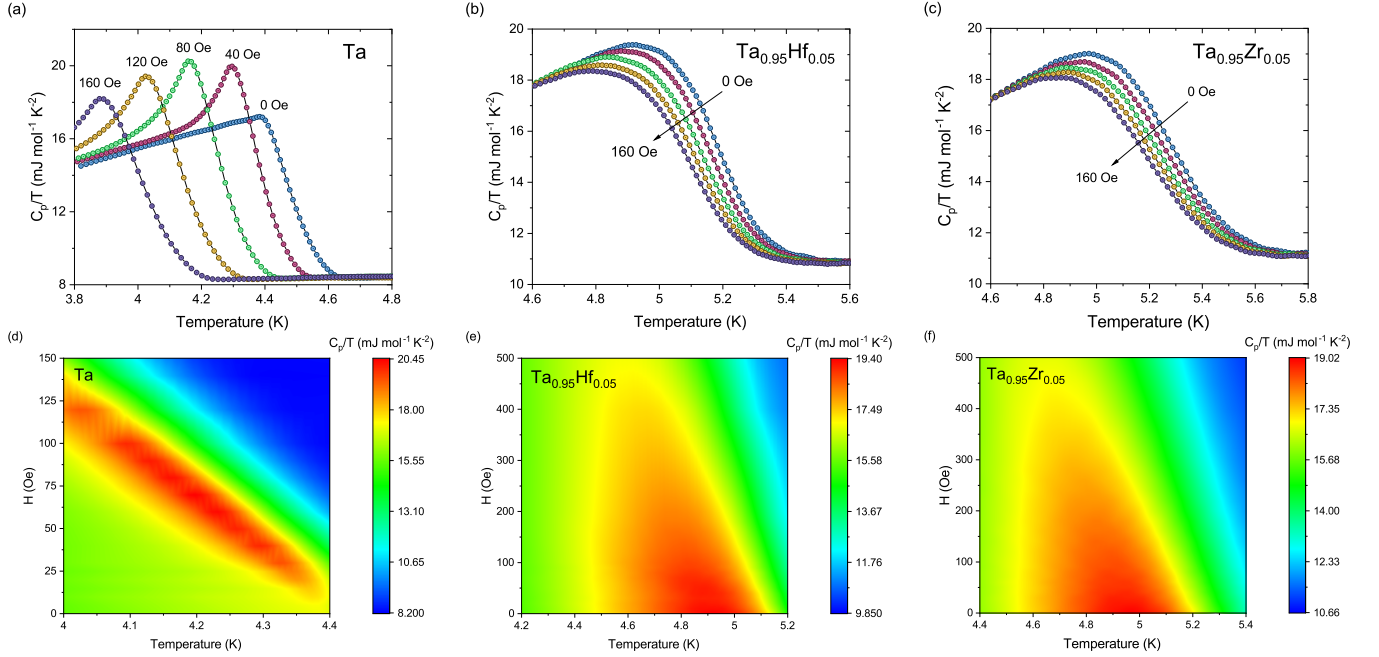 (a)
Ta
160 Oe
120 Oe
80 Oe
40 Oe
0 Oe
20
16
12
8
3.8 4 4.2 4.4 4.6 4.8
Cp/T (mJ mol⁻¹ K⁻²)
Temperature (K)
(b)
Ta0.95Hf0.05
0 Oe
160 Oe
20
18
16
14
12
10
4.6 4.8 5 5.2 5.4 5.6
Cp/T (mJ mol⁻¹ K⁻²)
Temperature (K)
(c)
Ta0.95Zr0.05
0 Oe
160 Oe
20
18
16
14
12
11
10
4.6 4.8 5 5.2 5.4 5.6 5.8
Cp/T (mJ mol⁻¹ K⁻²)
Temperature (K)
(d)
Cp/T (mJ mol⁻¹ K⁻²)
Ta
150
125
100
75
50
25
0
4 4.1 4.2 4.3 4.4
H (Oe)
Temperature (K)
20.45
18.00
15.55
13.10
10.65
8.200
(e)
Cp/T (mJ mol⁻¹ K⁻²)
Ta0.95Hf0.05
500
400
300
200
100
0
4.2 4.4 4.6 4.8 5 5.2
H (Oe)
Temperature (K)
19.40
17.49
15.58
13.67
11.76
9.850
(f)
Cp/T (mJ mol⁻¹ K⁻²)
Ta0.95Zr0.05
500
400
300
200
100
0
4.4 4.6 4.8 5 5.2 5.4
H (Oe)
Temperature (K)
19.02
17.35
15.68
14.00
12.33
10.66